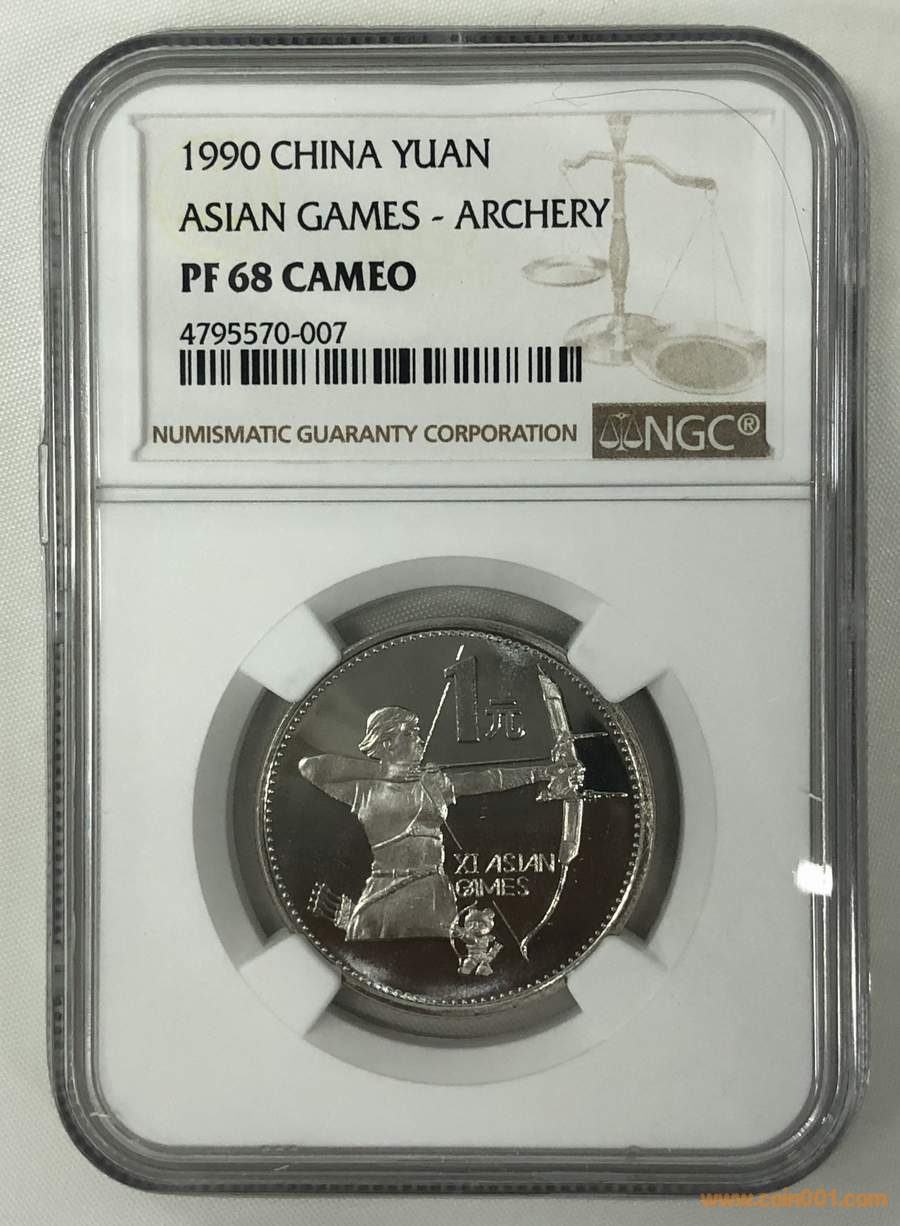 1990 CHINA YUAN
ASIAN GAMES - ARCHERY
PF 68 CAMEO
4795570-007
NUMISMATIC GUARANTY CORPORATION
NGC®
1元
XI ASIAN
GAMES
www.coin001.com